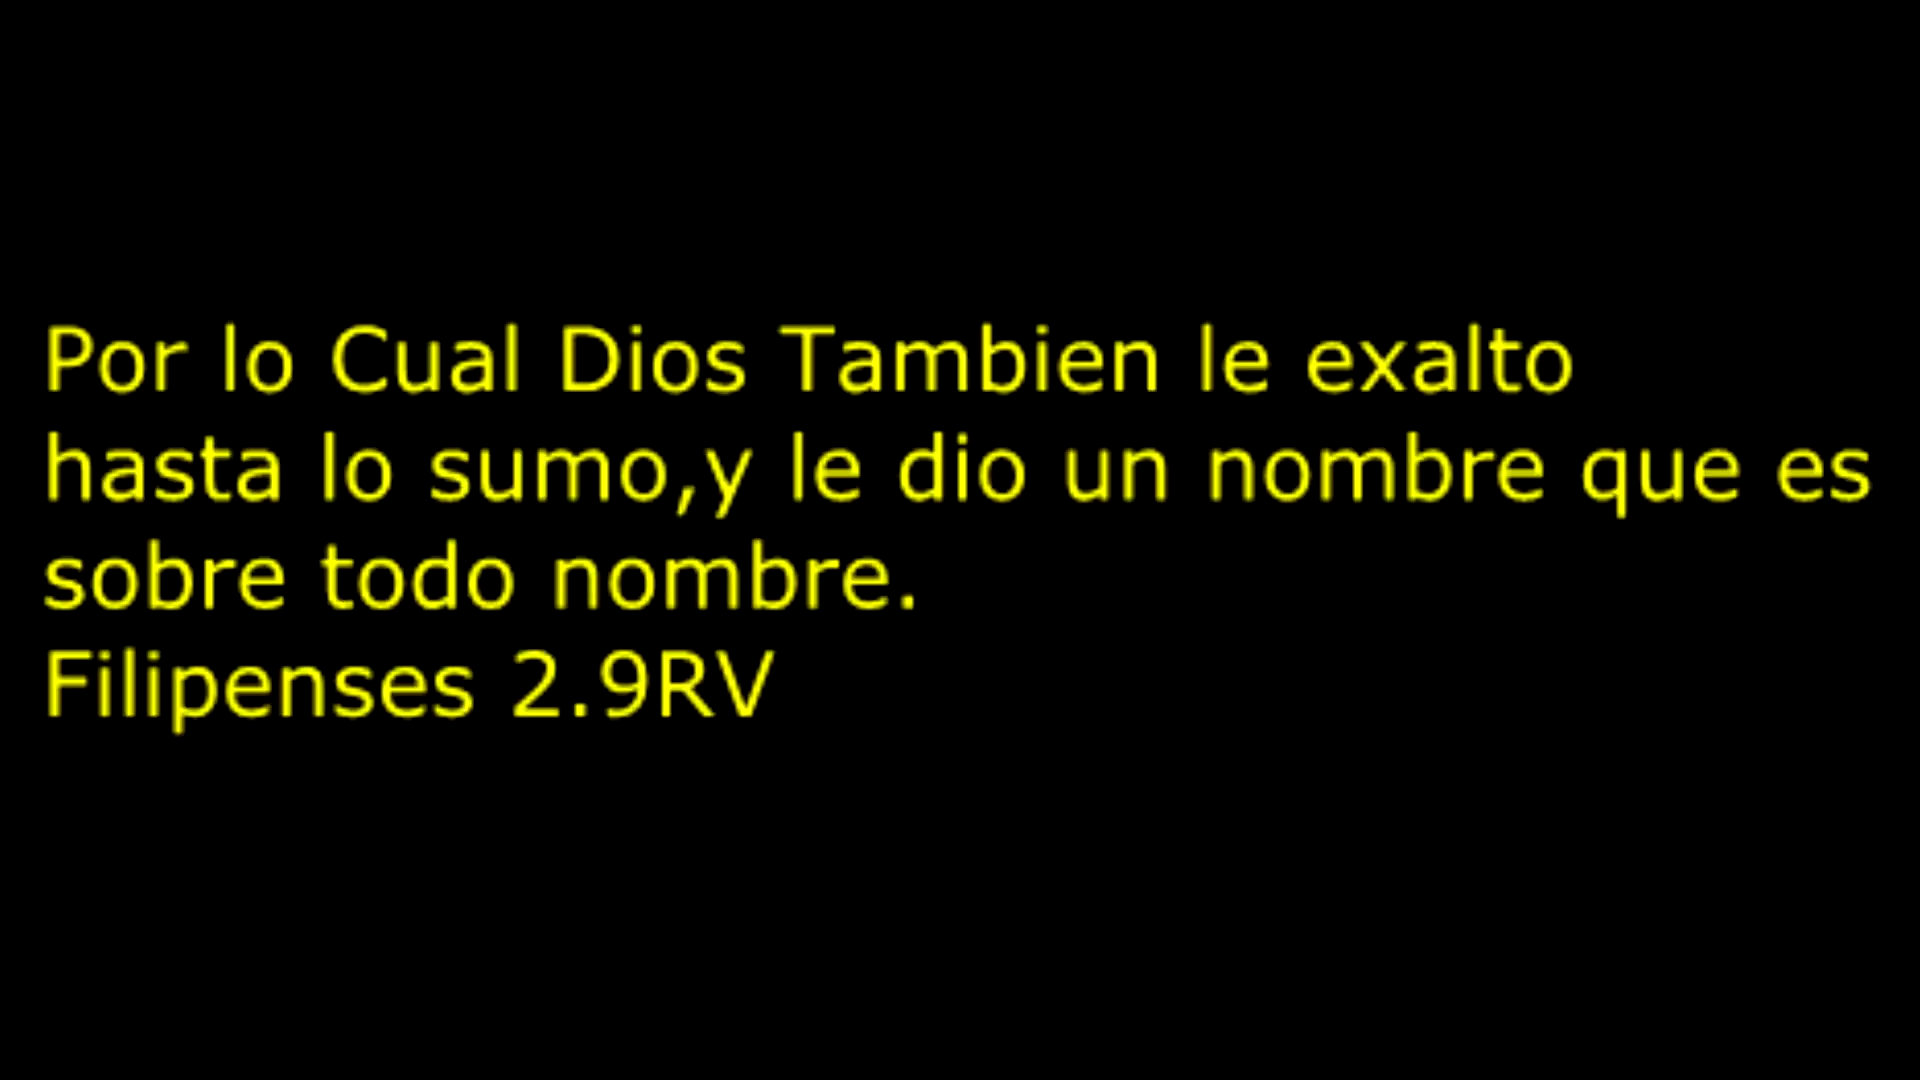 Por lo Cual Dios Tambien le exalto
hasta lo sumo,y le dio un nombre que es
sobre todo nombre.
Filipenses 2.9RV